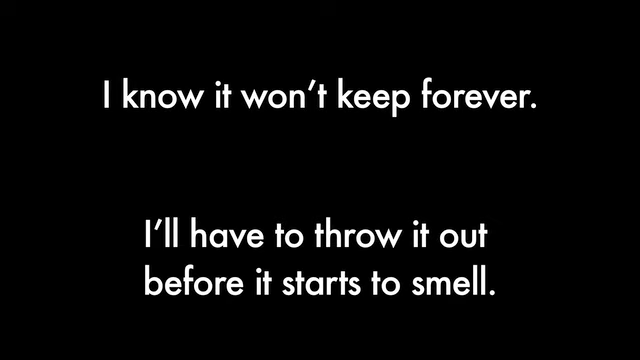 I know it won’t keep forever.
I’ll have to throw it out
before it starts to smell.